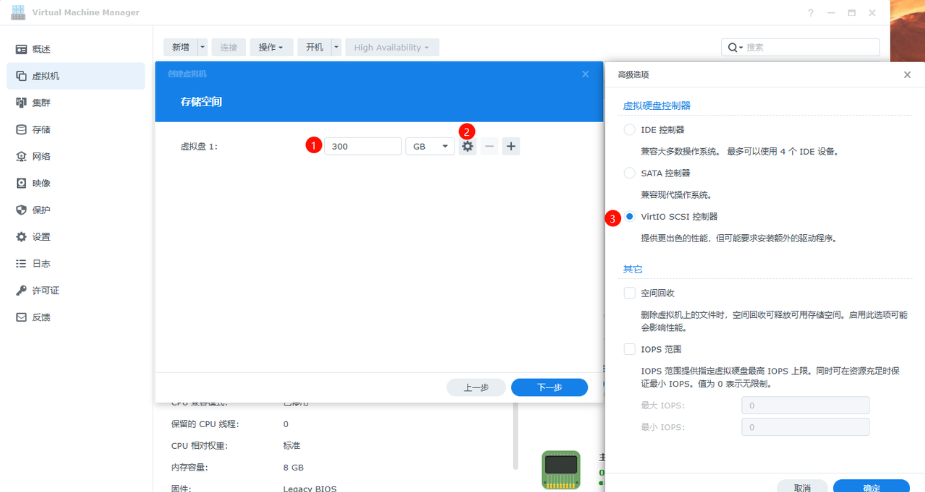 Virtual Machine Manager
概述
虚拟机
集群
存储
网络
映像
保护
设置
日志
许可证
反馈
新增 连接 操作 开机 High Availability
搜索
创建虚拟机
存储空间
虚拟盘 1:
1
300
GB
2
上一步
下一步
CPU 兼容模式: 已禁用
保留的 CPU 线程: 0
CPU 相对权重: 标准
内存容量: 8 GB
固件: Legacy BIOS
高级选项
虚拟硬盘控制器
IDE 控制器
兼容大多数操作系统。 最多可以使用 4 个 IDE 设备。
SATA 控制器
兼容现代操作系统。
3
VirtIO SCSI 控制器
提供更出色的性能,但可能要求安装额外的驱动程序。
其它
空间回收
删除虚拟机上的文件时,空间回收可释放可用存储空间。启用此选项可能
会影响性能。
IOPS 范围
IOPS 范围提供指定虚拟硬盘最高 IOPS 上限。同时可在资源充足时保
证最小 IOPS。值为 0 表示无限制。
最大 IOPS: 0
最小 IOPS: 0
取消
确定